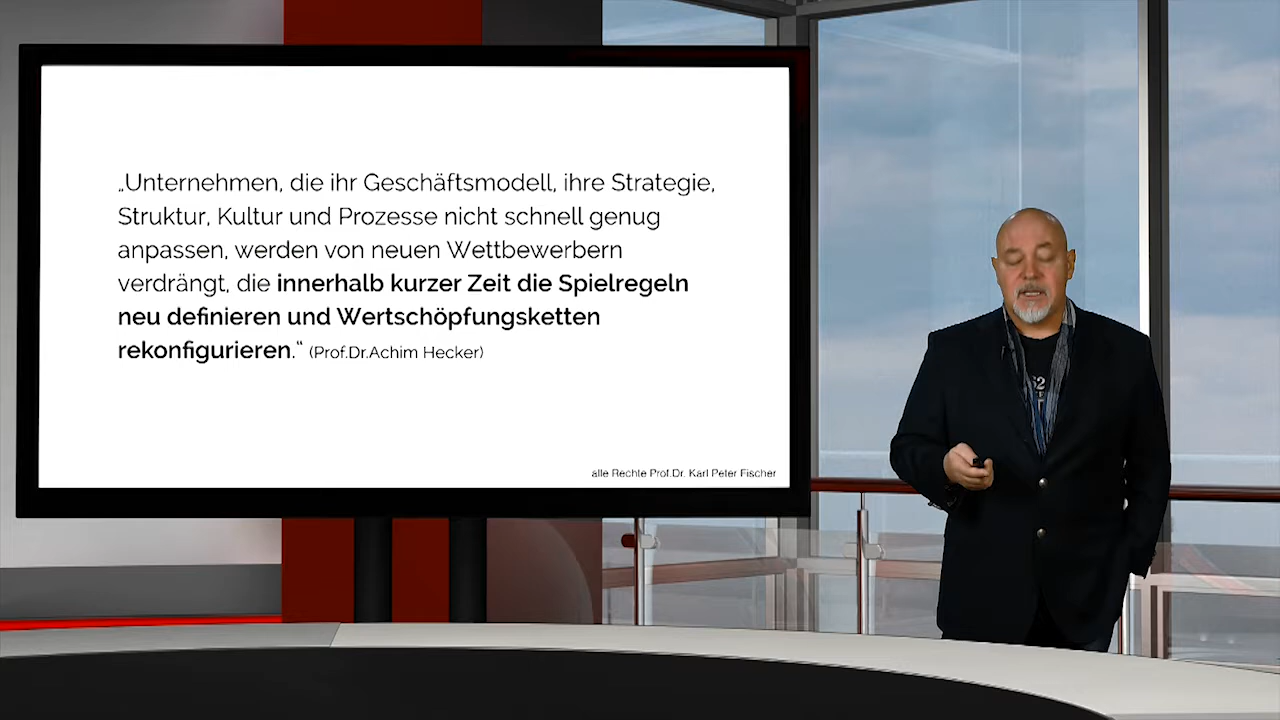 „Unternehmen, die ihr Geschäftsmodell, ihre Strategie,
Struktur, Kultur und Prozesse nicht schnell genug
anpassen, werden von neuen Wettbewerbern
verdrängt, die innerhalb kurzer Zeit die Spielregeln
neu definieren und Wertschöpfungsketten
rekonfigurieren.“ (Prof.Dr.Achim Hecker)
alle Rechte Prof.Dr. Karl Peter Fischer